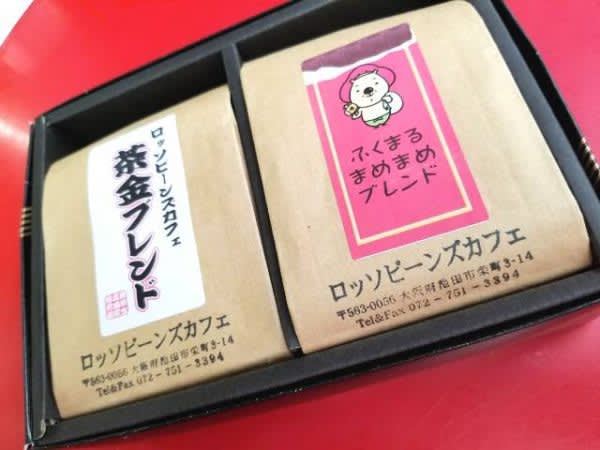 ロッソビーンズカフェ
茶金ブレンド
ロッソビーンズカフェ
〒563-0056 大阪府池田市栄町3-14
Tel&Fax 072-751-3394
ふくまる
まめまめ
ブレンド
ロッソビーンズカフェ
〒563-0056 大阪府池田市栄町3-14
Tel&Fax 072-751-3394